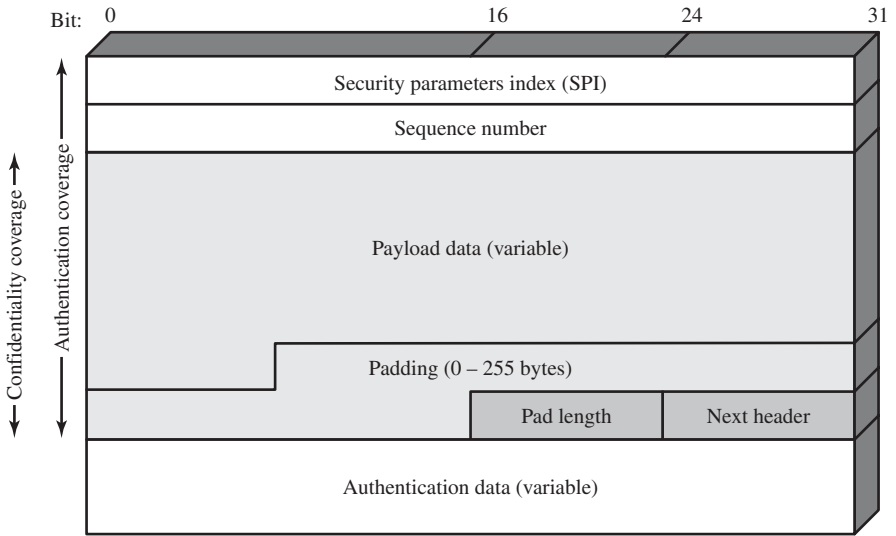 Bit: 0 16 24 31
Security parameters index (SPI)
Sequence number
Payload data (variable)
Padding (0 – 255 bytes)
Pad length Next header
Authentication data (variable)
Confidentiality coverage
Authentication coverage